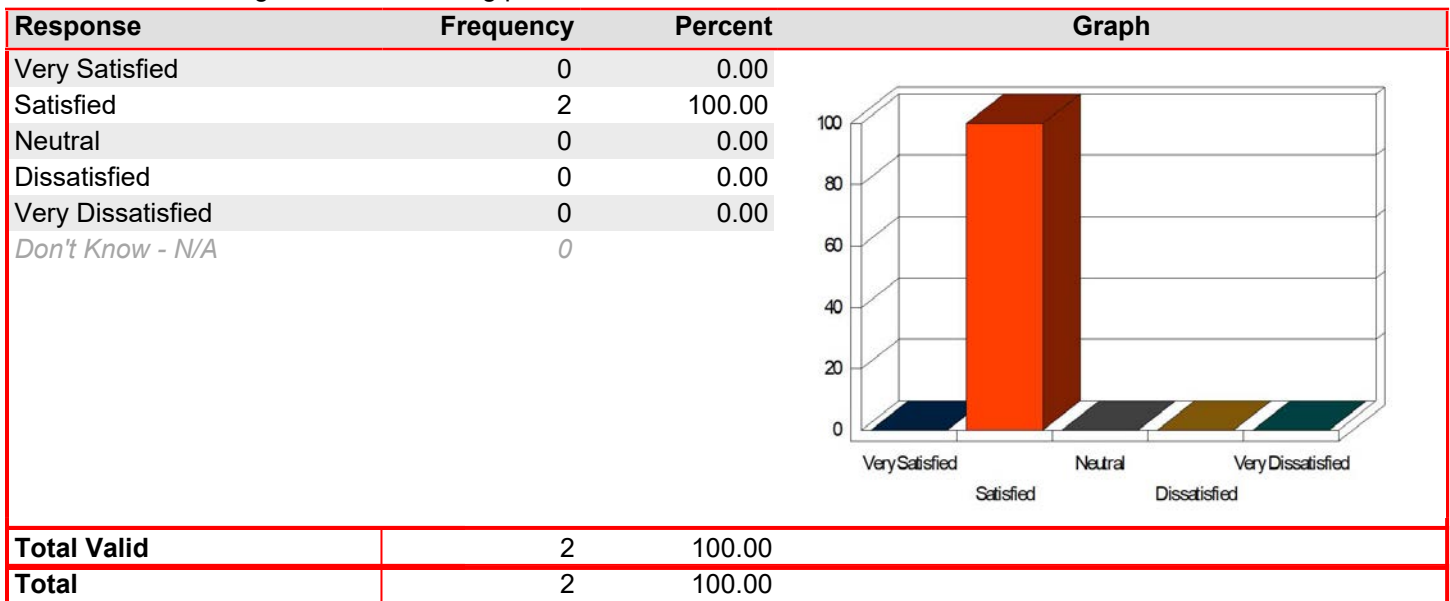 Response Frequency Percent Graph
Very Satisfied 0 0.00
Satisfied 2 100.00
Neutral 0 0.00
Dissatisfied 0 0.00
Very Dissatisfied 0 0.00
Don't Know - N/A 0
100
80
60
40
20
0
Very Satisfied Neutral Very Dissatisfied
Satisfied Dissatisfied
Total Valid 2 100.00
Total 2 100.00